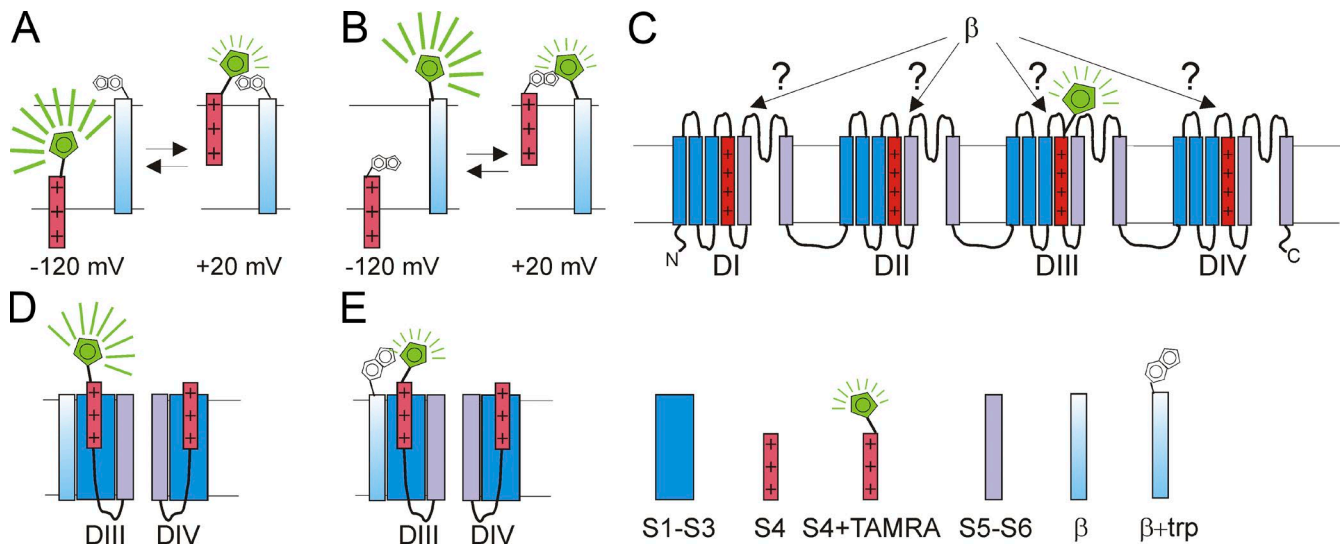 A
-120 mV +20 mV
B
-120 mV +20 mV
C
β
? ? ? ?
+ + + + + + + + + + + + + + + +
N DI DII DIII DIV C
D
+ + + + + +
DIII DIV
E
+ + + + + +
DIII DIV
S1-S3 S4 S4+TAMRA S5-S6 β β+trp